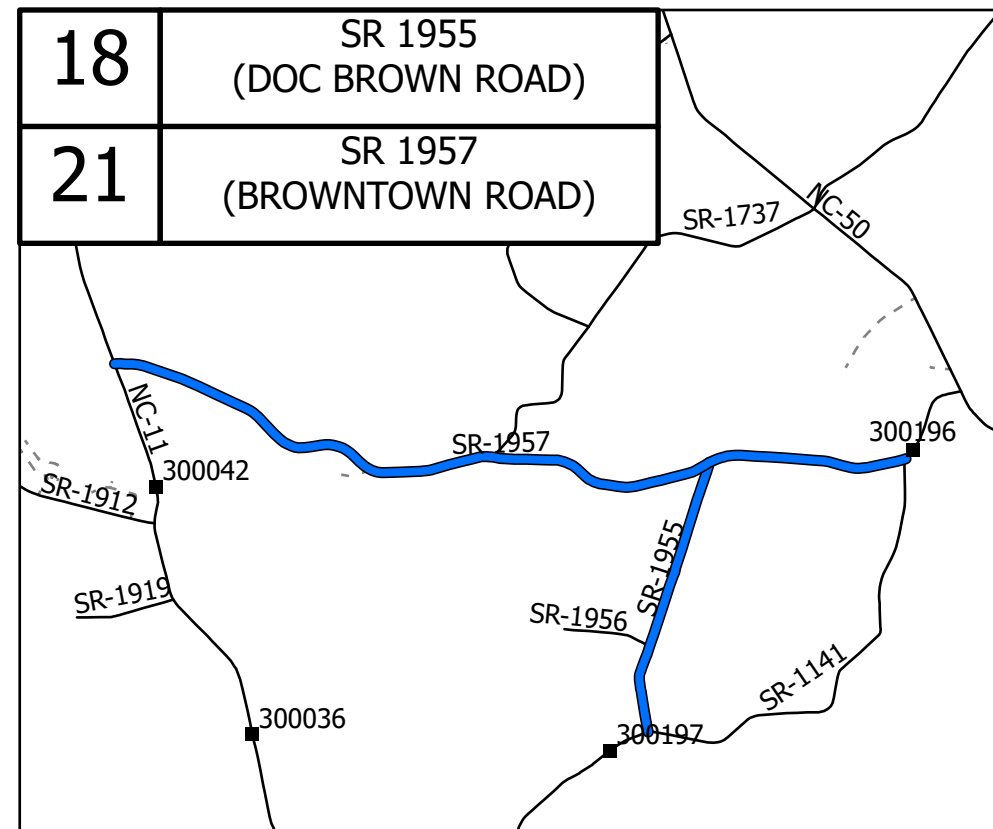 18
SR 1955
(DOC BROWN ROAD)
21
SR 1957
(BROWNTOWN ROAD)
SR-1737
NC-50
NC-11
SR-1957
300196
300042
SR-1912
SR-1955
SR-1919
SR-1956
SR-1141
300036
300197